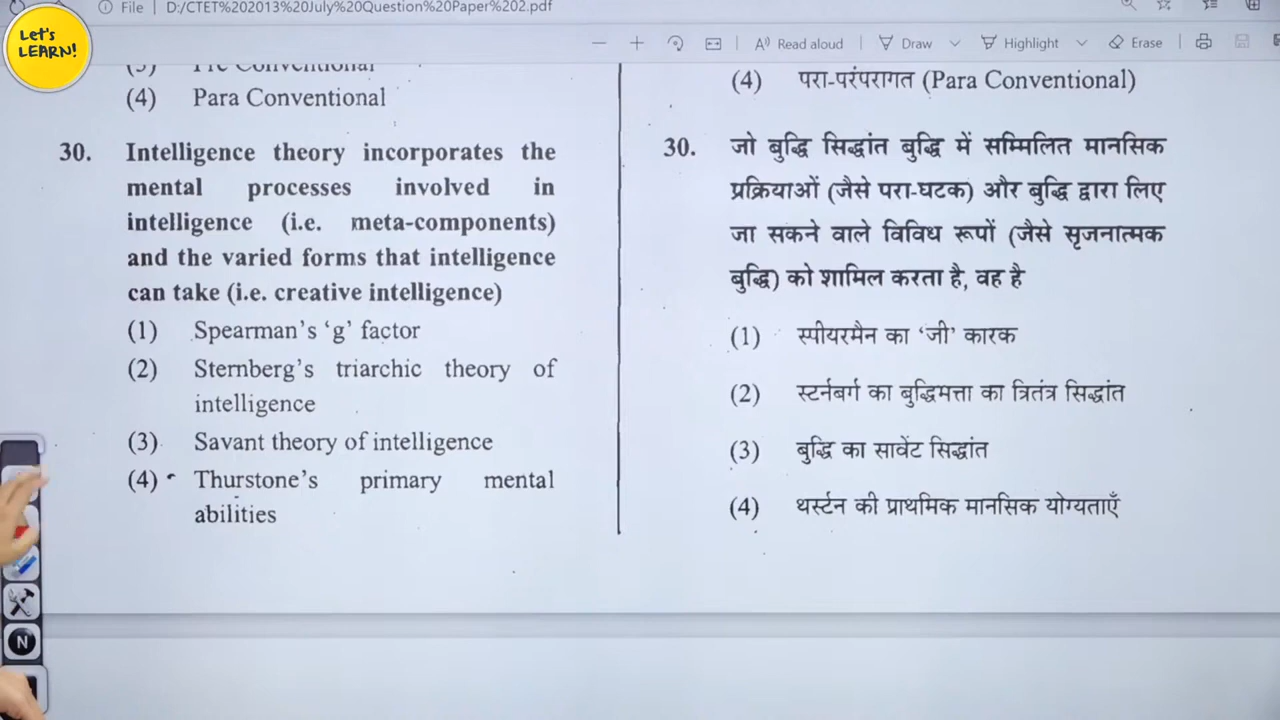 File D:/CTET%202013%20July%20Question%20Paper%202.pdf
Let's
LEARN!
Read aloud Draw Highlight Erase
Conventional
(4) Para Conventional
30. Intelligence theory incorporates the
mental processes involved in
intelligence (i.e. meta-components)
and the varied forms that intelligence
can take (i.e. creative intelligence)
(1) Spearman's 'g' factor
(2) Sternberg's triarchic theory of
intelligence
(3) Savant theory of intelligence
(4) Thurstone's primary mental
abilities
(4) परा-परंपरागत (Para Conventional)
30. जो बुद्धि सिद्धांत बुद्धि में सम्मिलित मानसिक
प्रक्रियाओं (जैसे परा-घटक) और बुद्धि द्वारा लिए
जा सकने वाले विविध रूपों (जैसे सृजनात्मक
बुद्धि) को शामिल करता है, वह है
(1) स्पीयरमैन का 'जी' कारक
(2) स्टर्नबर्ग का बुद्धिमत्ता का त्रितंत्र सिद्धांत
(3) बुद्धि का सावेंट सिद्धांत
(4) थर्स्टन की प्राथमिक मानसिक योग्यताएँ
N